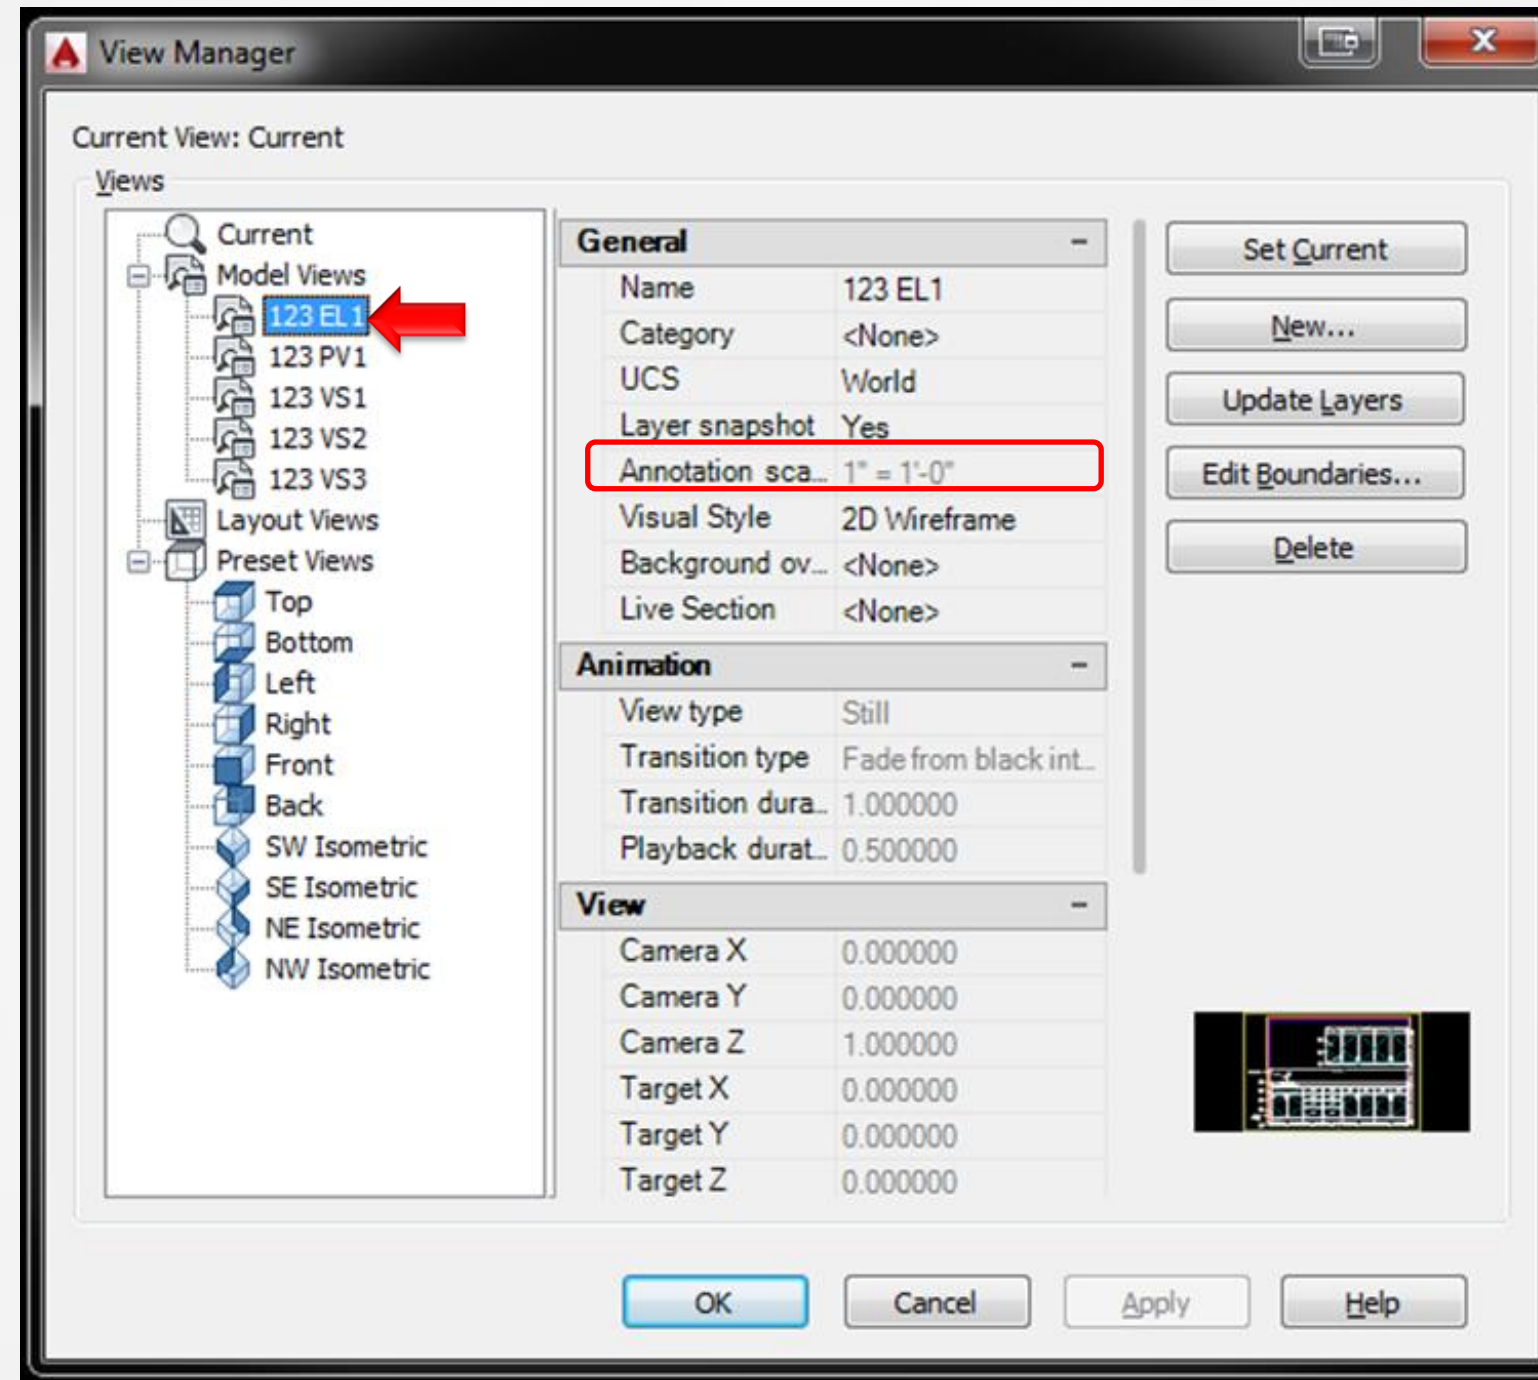 View Manager
Current View: Current
Views
Current
Model Views
123 EL1
123 PV1
123 VS1
123 VS2
123 VS3
Layout Views
Preset Views
Top
Bottom
Left
Right
Front
Back
SW Isometric
SE Isometric
NE Isometric
NW Isometric
General
Name 123 EL1
Category <None>
UCS World
Layer snapshot Yes
Annotation sca... 1" = 1'-0"
Visual Style 2D Wireframe
Background ov... <None>
Live Section <None>
Animation
View type Still
Transition type Fade from black int...
Transition dura... 1.000000
Playback durat... 0.500000
View
Camera X 0.000000
Camera Y 0.000000
Camera Z 1.000000
Target X 0.000000
Target Y 0.000000
Target Z 0.000000
Set Current
New...
Update Layers
Edit Boundaries...
Delete
OK Cancel Apply Help